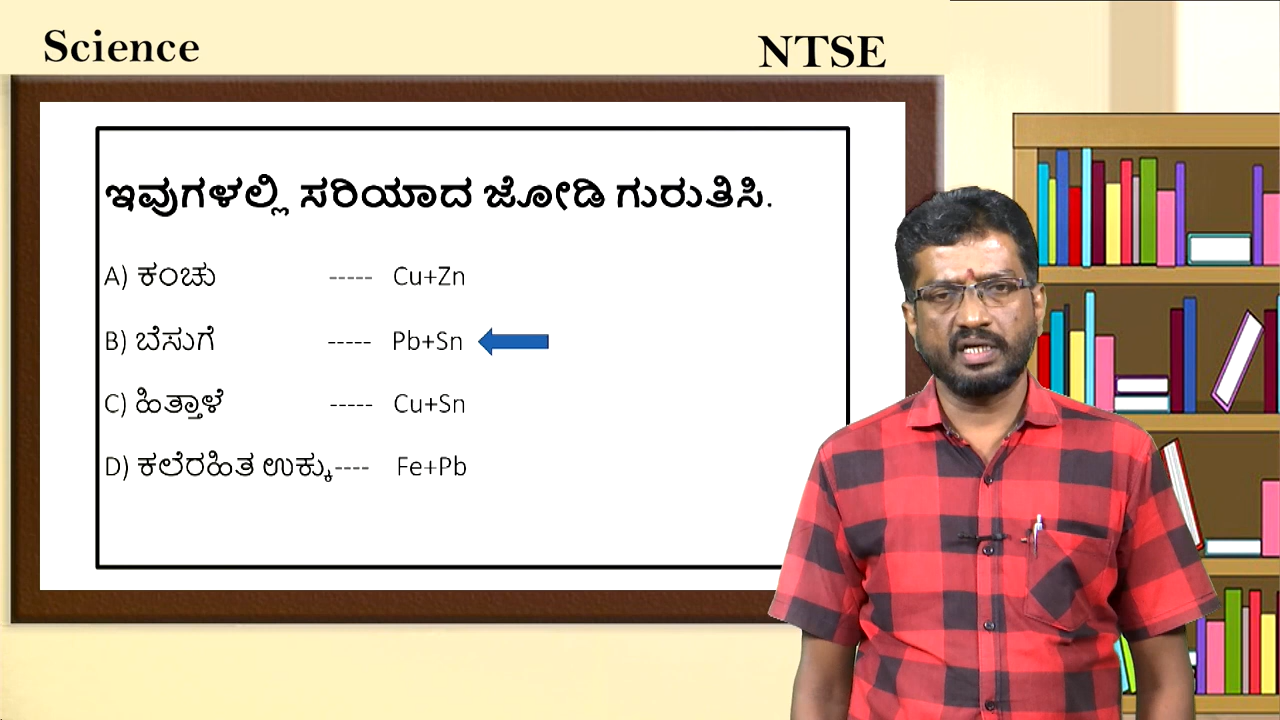 Science
NTSE
ಇವುಗಳಲ್ಲಿ ಸರಿಯಾದ ಜೋಡಿ ಗುರುತಿಸಿ.
A) ಕಂಚು ----- Cu+Zn
B) ಬೆಸುಗೆ ----- Pb+Sn
C) ಹಿತ್ತಾಳೆ ----- Cu+Sn
D) ಕಲೆರಹಿತ ಉಕ್ಕು---- Fe+Pb